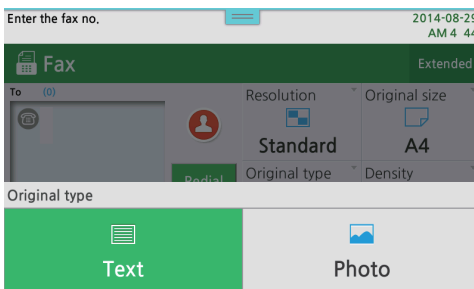 Enter the fax no.
2014-08-29
AM 4 44
Fax
Extended
To (0)
Resolution
Original size
Standard
A4
Redial
Original type
Density
Original type
Text
Photo